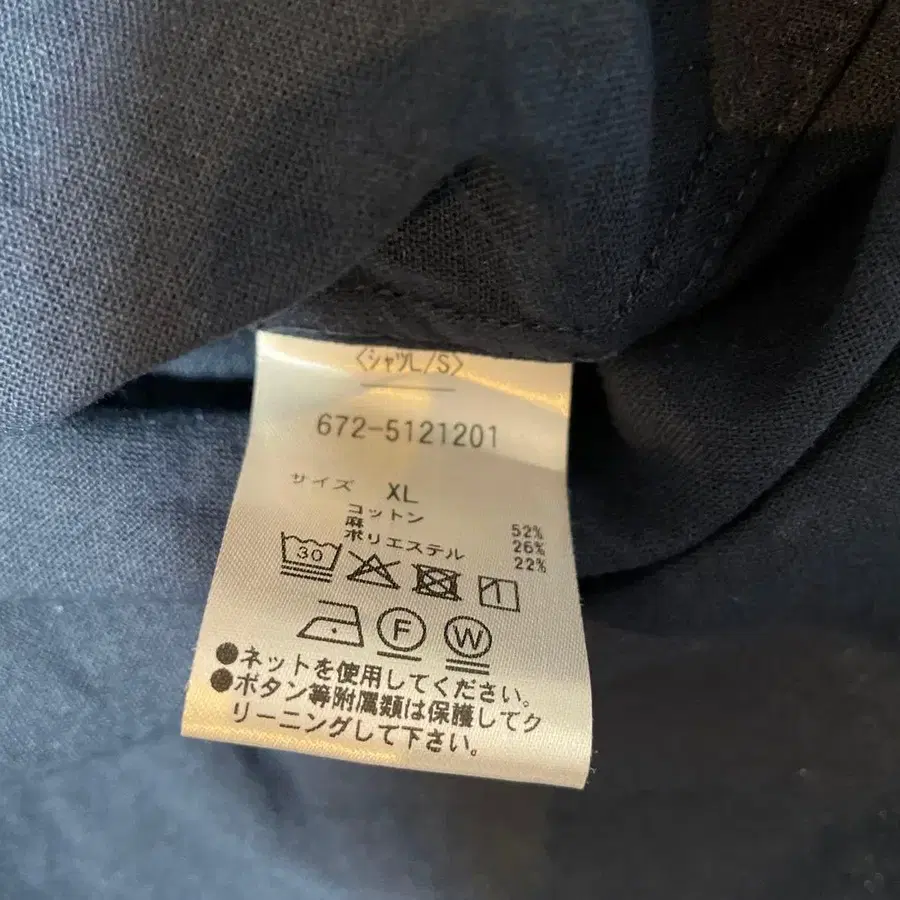 〈シャツL/S〉
672-5121201
サイズ XL
コットン 52%
麻 26%
ポリエステル 22%
30
F W
●ネットを使用してください。
●ボタン等附属類は保護してク
リーニングして下さい。